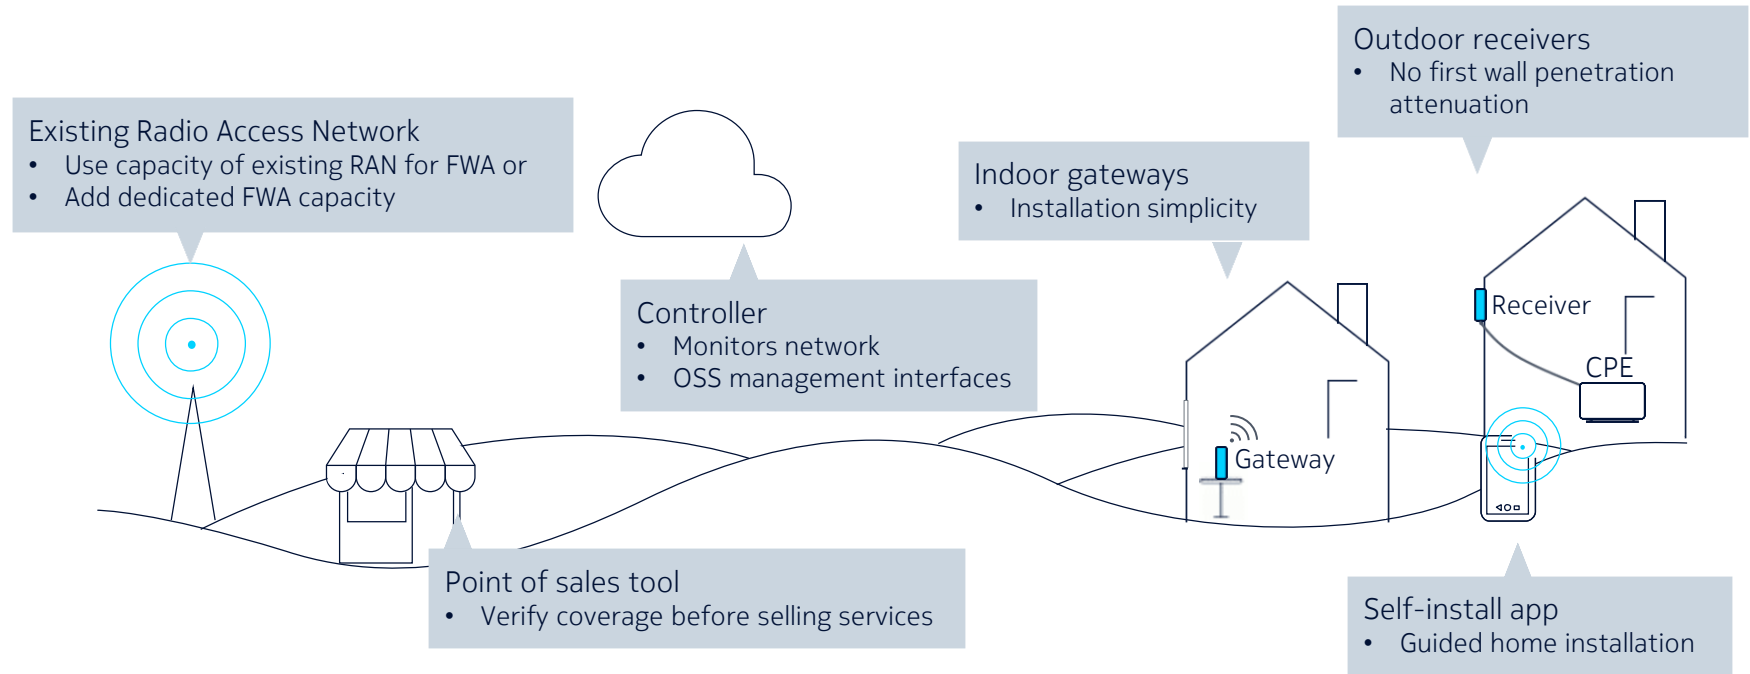 Existing Radio Access Network
• Use capacity of existing RAN for FWA or
• Add dedicated FWA capacity
Controller
• Monitors network
• OSS management interfaces
Point of sales tool
• Verify coverage before selling services
Indoor gateways
• Installation simplicity
Gateway
Outdoor receivers
• No first wall penetration
attenuation
Receiver
CPE
Self-install app
• Guided home installation